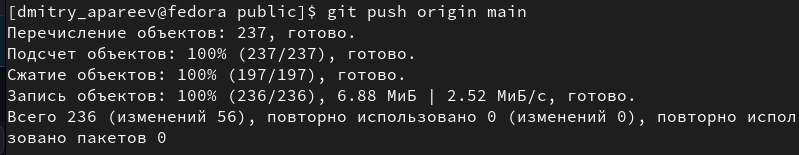 [dmitry_apareev@fedora public]$ git push origin main
Перечисление объектов: 237, готово.
Подсчет объектов: 100% (237/237), готово.
Сжатие объектов: 100% (197/197), готово.
Запись объектов: 100% (236/236), 6.88 МиБ | 2.52 МиБ/с, готово.
Всего 236 (изменений 56), повторно использовано 0 (изменений 0), повторно испол
зовано пакетов 0